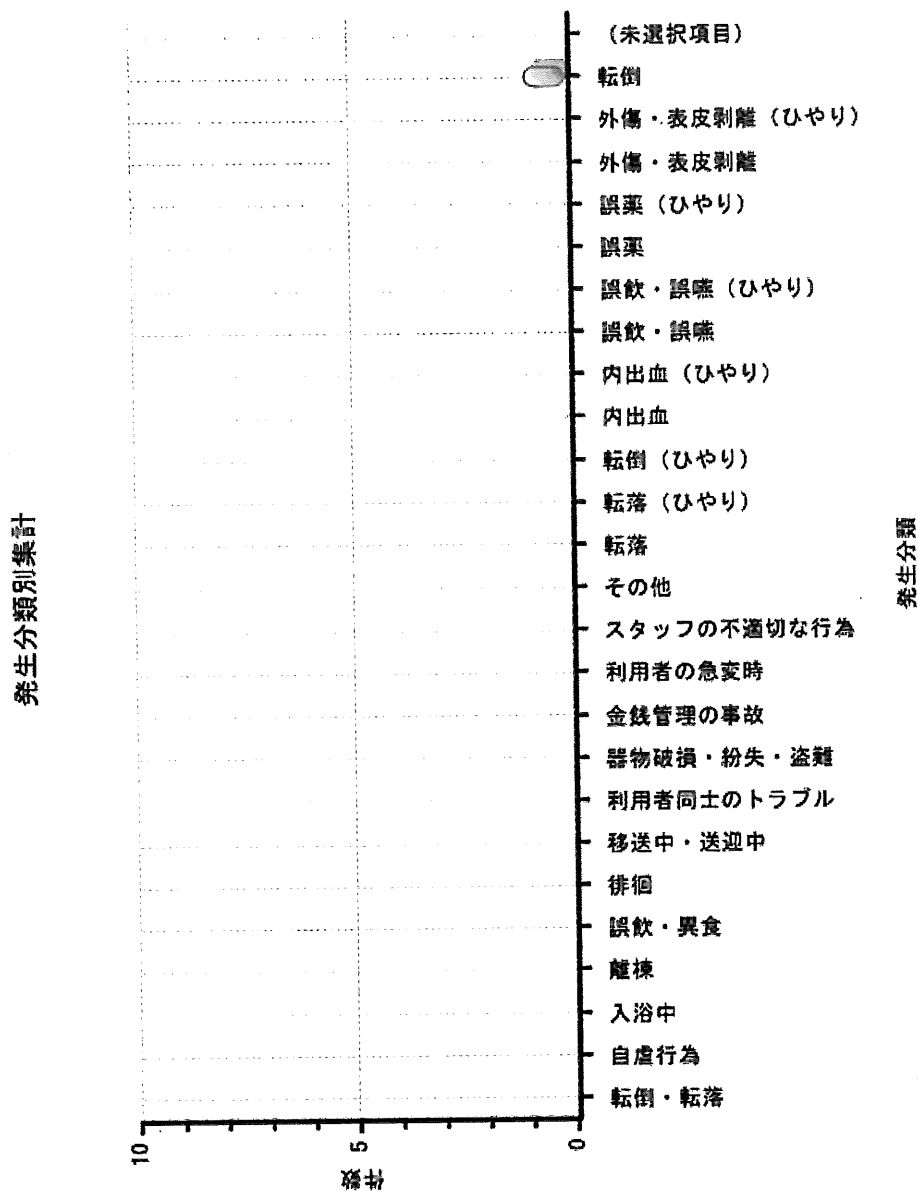 発生分類別集計
(未選択項目)
転倒
外傷・表皮剥離(ひやり)
外傷・表皮剥離
誤薬(ひやり)
誤薬
誤飲・誤嚥(ひやり)
誤飲・誤嚥
内出血(ひやり)
内出血
転倒(ひやり)
転落(ひやり)
転落
その他
スタッフの不適切な行為
利用者の急変時
金銭管理の事故
器物破損・紛失・盗難
利用者同士のトラブル
移送中・送迎中
徘徊
誤飲・異食
離棟
入浴中
自虐行為
転倒・転落
発生分類
10
5
0
件数